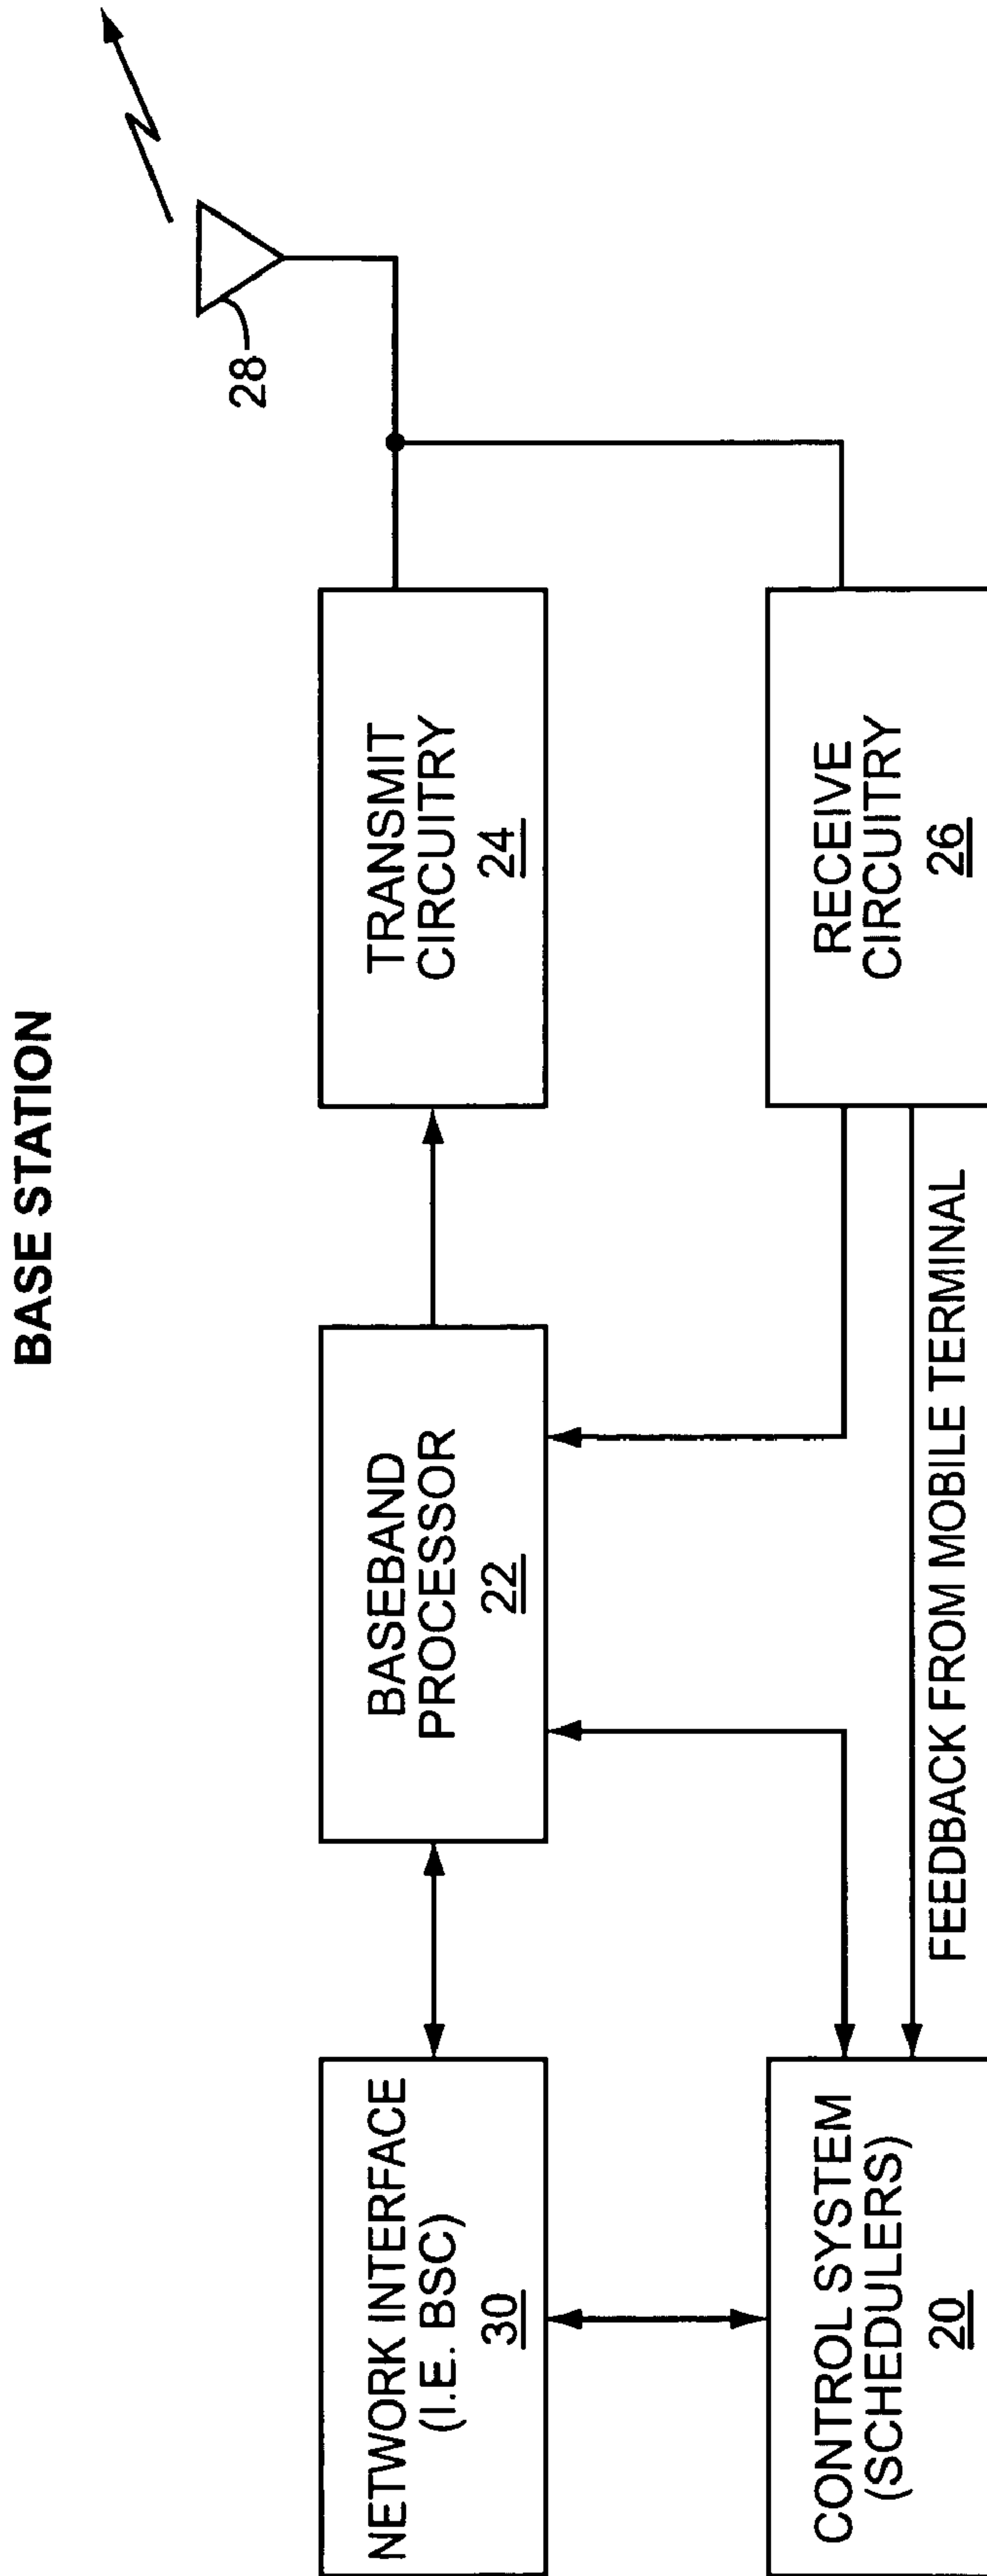 BASE STATION
28
NETWORK INTERFACE
(I.E. BSC)
30
BASEBAND
PROCESSOR
22
TRANSMIT
CIRCUITRY
24
CONTROL SYSTEM
(SCHEDULERS)
20
FEEDBACK FROM MOBILE TERMINAL
RECEIVE
CIRCUITRY
26